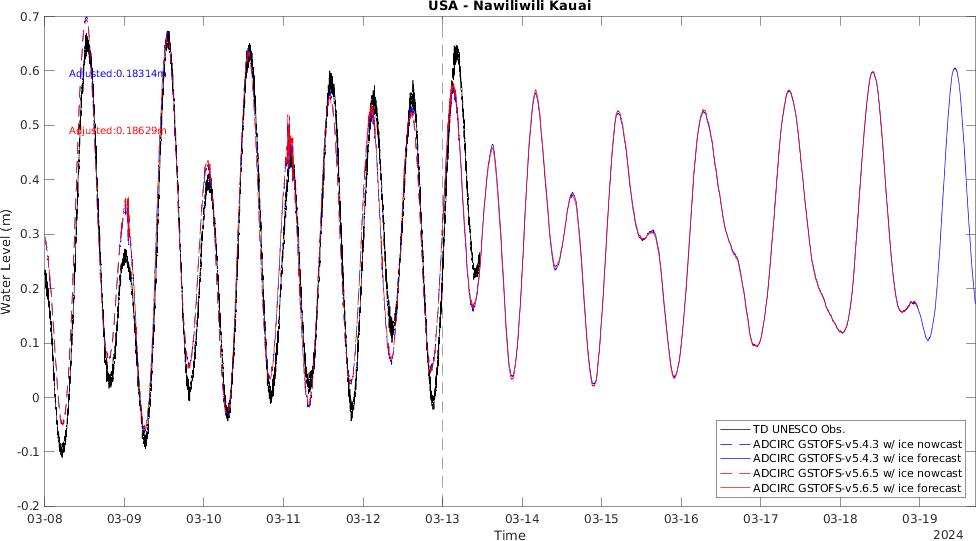 USA - Nawiliwili Kauai
0.7
0.6
0.5
0.4
0.3
0.2
0.1
0
-0.1
-0.2
Water Level (m)
Adjusted:0.18314m
Adjusted:0.18629m
TD UNESCO Obs.
ADCIRC GSTOFS-v5.4.3 w/ ice nowcast
ADCIRC GSTOFS-v5.4.3 w/ ice forecast
ADCIRC GSTOFS-v5.6.5 w/ ice nowcast
ADCIRC GSTOFS-v5.6.5 w/ ice forecast
03-08 03-09 03-10 03-11 03-12 03-13 03-14 03-15 03-16 03-17 03-18 03-19
Time
2024